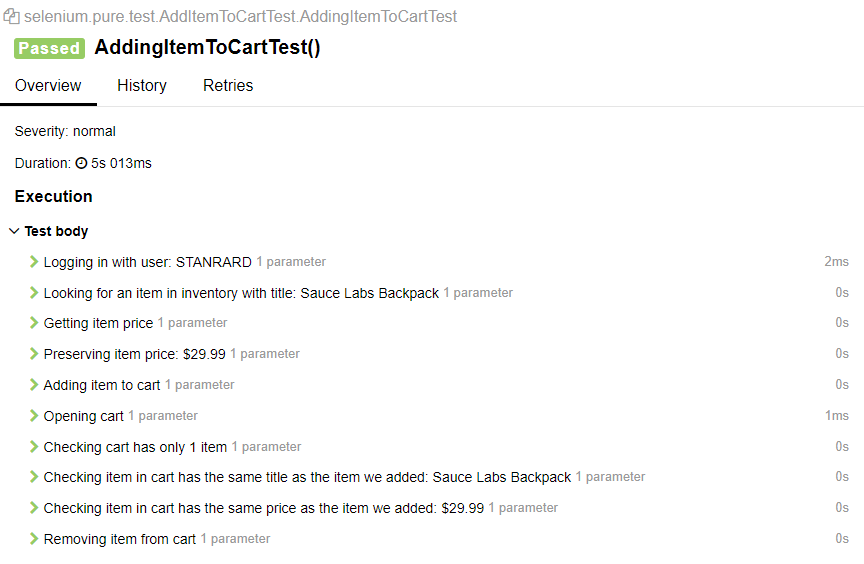 selenium.pure.test.AddItemToCartTest.AddingItemToCartTest
Passed AddingItemToCartTest()
Overview History Retries
Severity: normal
Duration: 5s 013ms
Execution
Test body
Logging in with user: STANRARD 1 parameter 2ms
Looking for an item in inventory with title: Sauce Labs Backpack 1 parameter 0s
Getting item price 1 parameter 0s
Preserving item price: $29.99 1 parameter 0s
Adding item to cart 1 parameter 0s
Opening cart 1 parameter 1ms
Checking cart has only 1 item 1 parameter 0s
Checking item in cart has the same title as the item we added: Sauce Labs Backpack 1 parameter 0s
Checking item in cart has the same price as the item we added: $29.99 1 parameter 0s
Removing item from cart 1 parameter 0s